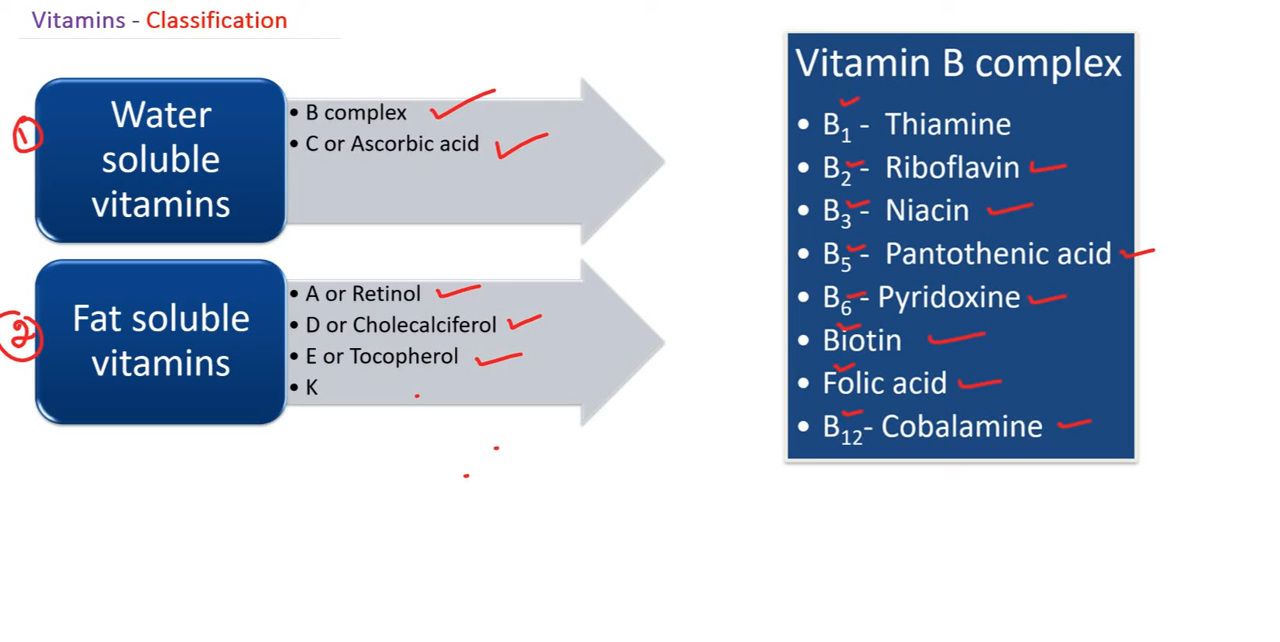 Vitamins - Classification
1
Water
soluble
vitamins
• B complex
• C or Ascorbic acid
2
Fat soluble
vitamins
• A or Retinol
• D or Cholecalciferol
• E or Tocopherol
• K
Vitamin B complex
• B₁ - Thiamine
• B₂ - Riboflavin
• B₃ - Niacin
• B₅ - Pantothenic acid
• B₆ - Pyridoxine
• Biotin
• Folic acid
• B₁₂- Cobalamine